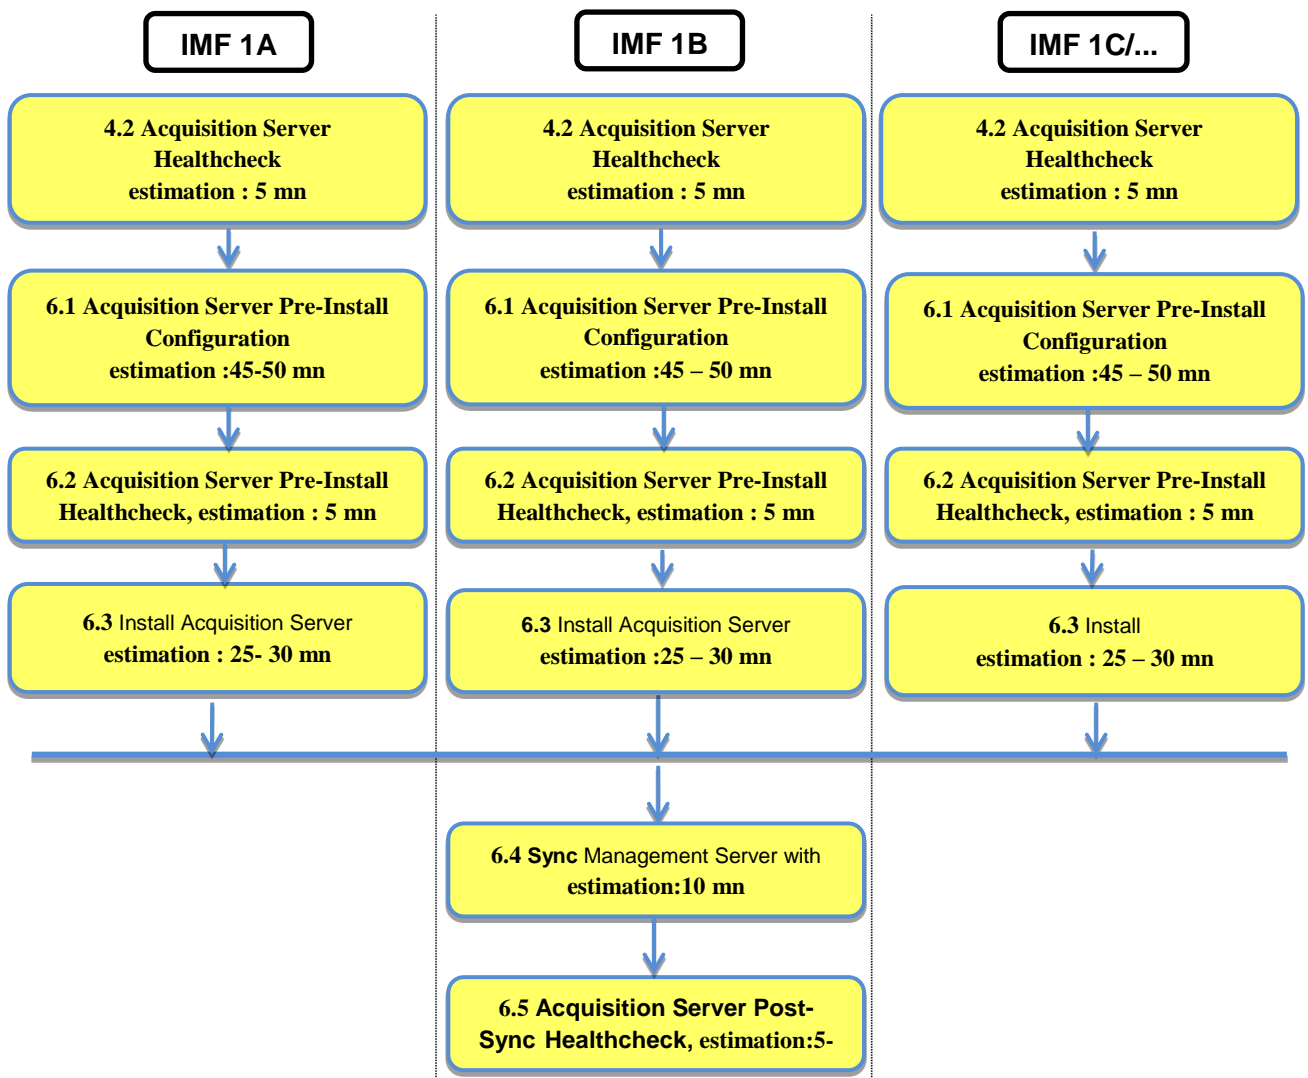 IMF 1A
4.2 Acquisition Server
Healthcheck
estimation : 5 mn
6.1 Acquisition Server Pre-Install
Configuration
estimation :45-50 mn
6.2 Acquisition Server Pre-Install
Healthcheck, estimation : 5 mn
6.3 Install Acquisition Server
estimation : 25- 30 mn
IMF 1B
4.2 Acquisition Server
Healthcheck
estimation : 5 mn
6.1 Acquisition Server Pre-Install
Configuration
estimation :45 – 50 mn
6.2 Acquisition Server Pre-Install
Healthcheck, estimation : 5 mn
6.3 Install Acquisition Server
estimation :25 – 30 mn
IMF 1C/...
4.2 Acquisition Server
Healthcheck
estimation : 5 mn
6.1 Acquisition Server Pre-Install
Configuration
estimation :45 – 50 mn
6.2 Acquisition Server Pre-Install
Healthcheck, estimation : 5 mn
6.3 Install
estimation : 25 – 30 mn
6.4 Sync Management Server with
estimation:10 mn
6.5 Acquisition Server Post-
Sync Healthcheck, estimation:5-